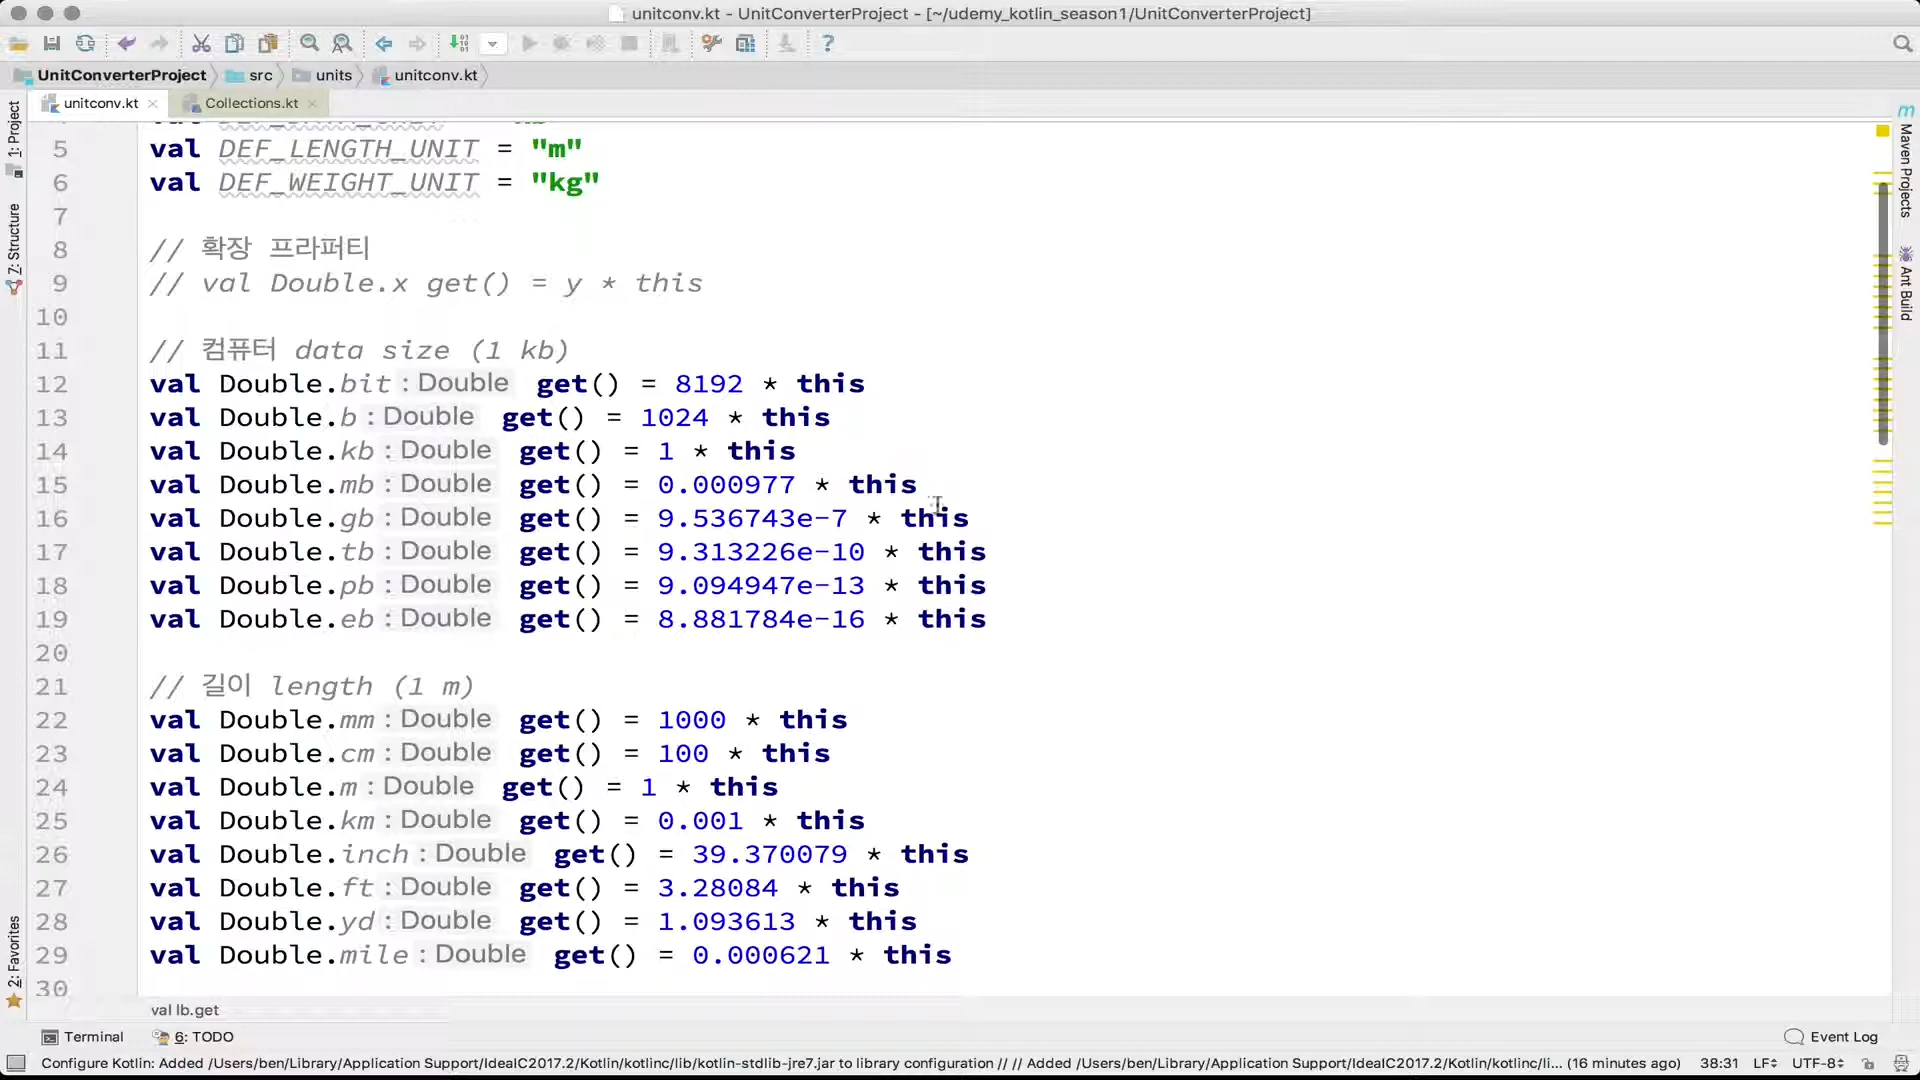 unitconv.kt - UnitConverterProject - [~/udemy_kotlin_season1/UnitConverterProject]
UnitConverterProject src units unitconv.kt
unitconv.kt Collections.kt
1: Project
7: Structure
2: Favorites
Maven Projects
Ant Build
5 val DEF_LENGTH_UNIT = "m"
6 val DEF_WEIGHT_UNIT = "kg"
7
8 // 확장 프라퍼티
9 // val Double.x get() = y * this
10
11 // 컴퓨터 data size (1 kb)
12 val Double.bit : Double get() = 8192 * this
13 val Double.b : Double get() = 1024 * this
14 val Double.kb : Double get() = 1 * this
15 val Double.mb : Double get() = 0.000977 * this
16 val Double.gb : Double get() = 9.536743e-7 * this
17 val Double.tb : Double get() = 9.313226e-10 * this
18 val Double.pb : Double get() = 9.094947e-13 * this
19 val Double.eb : Double get() = 8.881784e-16 * this
20
21 // 길이 length (1 m)
22 val Double.mm : Double get() = 1000 * this
23 val Double.cm : Double get() = 100 * this
24 val Double.m : Double get() = 1 * this
25 val Double.km : Double get() = 0.001 * this
26 val Double.inch : Double get() = 39.370079 * this
27 val Double.ft : Double get() = 3.28084 * this
28 val Double.yd : Double get() = 1.093613 * this
29 val Double.mile : Double get() = 0.000621 * this
30
val lb.get
Terminal 6: TODO Event Log
Configure Kotlin: Added /Users/ben/Library/Application Support/IdeaIC2017.2/Kotlin/kotlinc/lib/kotlin-stdlib-jre7.jar to library configuration // // Added /Users/ben/Library/Application Support/IdeaIC2017.2/Kotlin/kotlinc/li... (16 minutes ago) 38:31 LF UTF-8